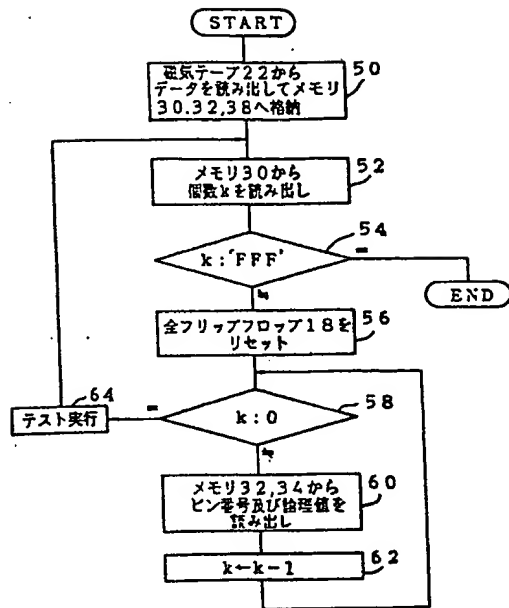 START
磁気テープ22から
データを読み出してメモリ
30.32,38へ格納
50
メモリ30から
個数kを読み出し
52
54
k:'FFF'
=
END
≒
全フリップフロップ18を
リセット
56
64
テスト実行
=
k:0
58
≒
メモリ32,34から
ピン番号及び論理値を
読み出し
60
k←k-1
62